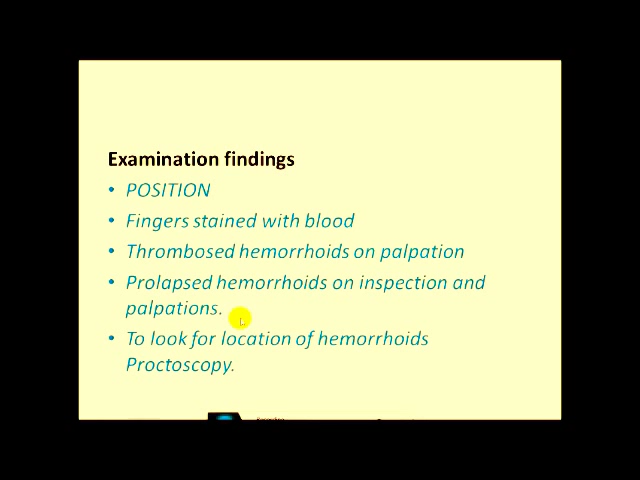 Examination findings
• POSITION
• Fingers stained with blood
• Thrombosed hemorrhoids on palpation
• Prolapsed hemorrhoids on inspection and
palpations.
• To look for location of hemorrhoids
Proctoscopy.